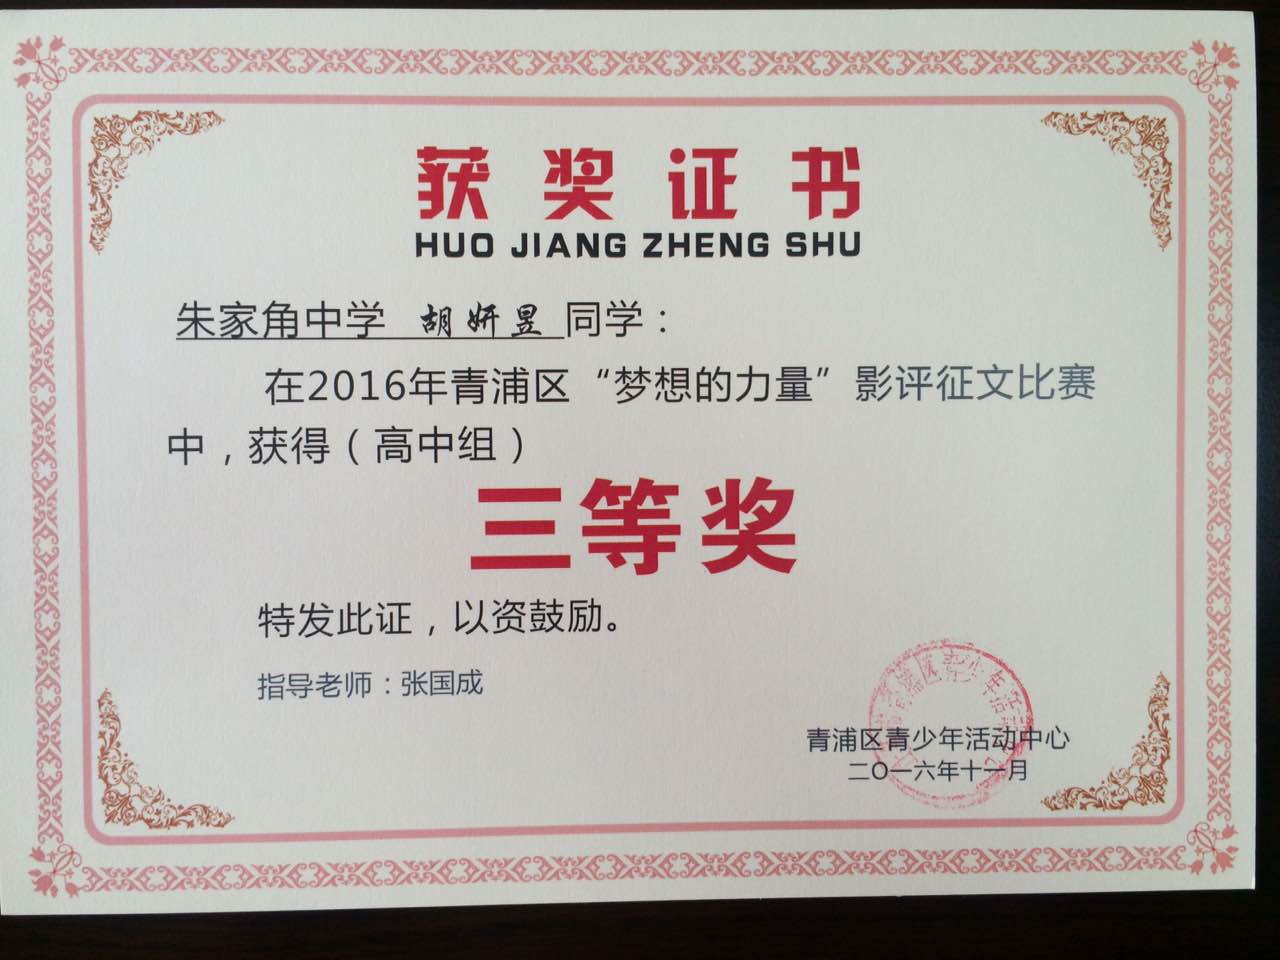 获奖证书
HUO JIANG ZHENG SHU
朱家角中学 胡妍昱 同学：
在2016年青浦区“梦想的力量”影评征文比赛
中，获得（高中组）
三等奖
特发此证，以资鼓励。
指导老师：张国成
青浦区青少年活动中心
二〇一六年十一月